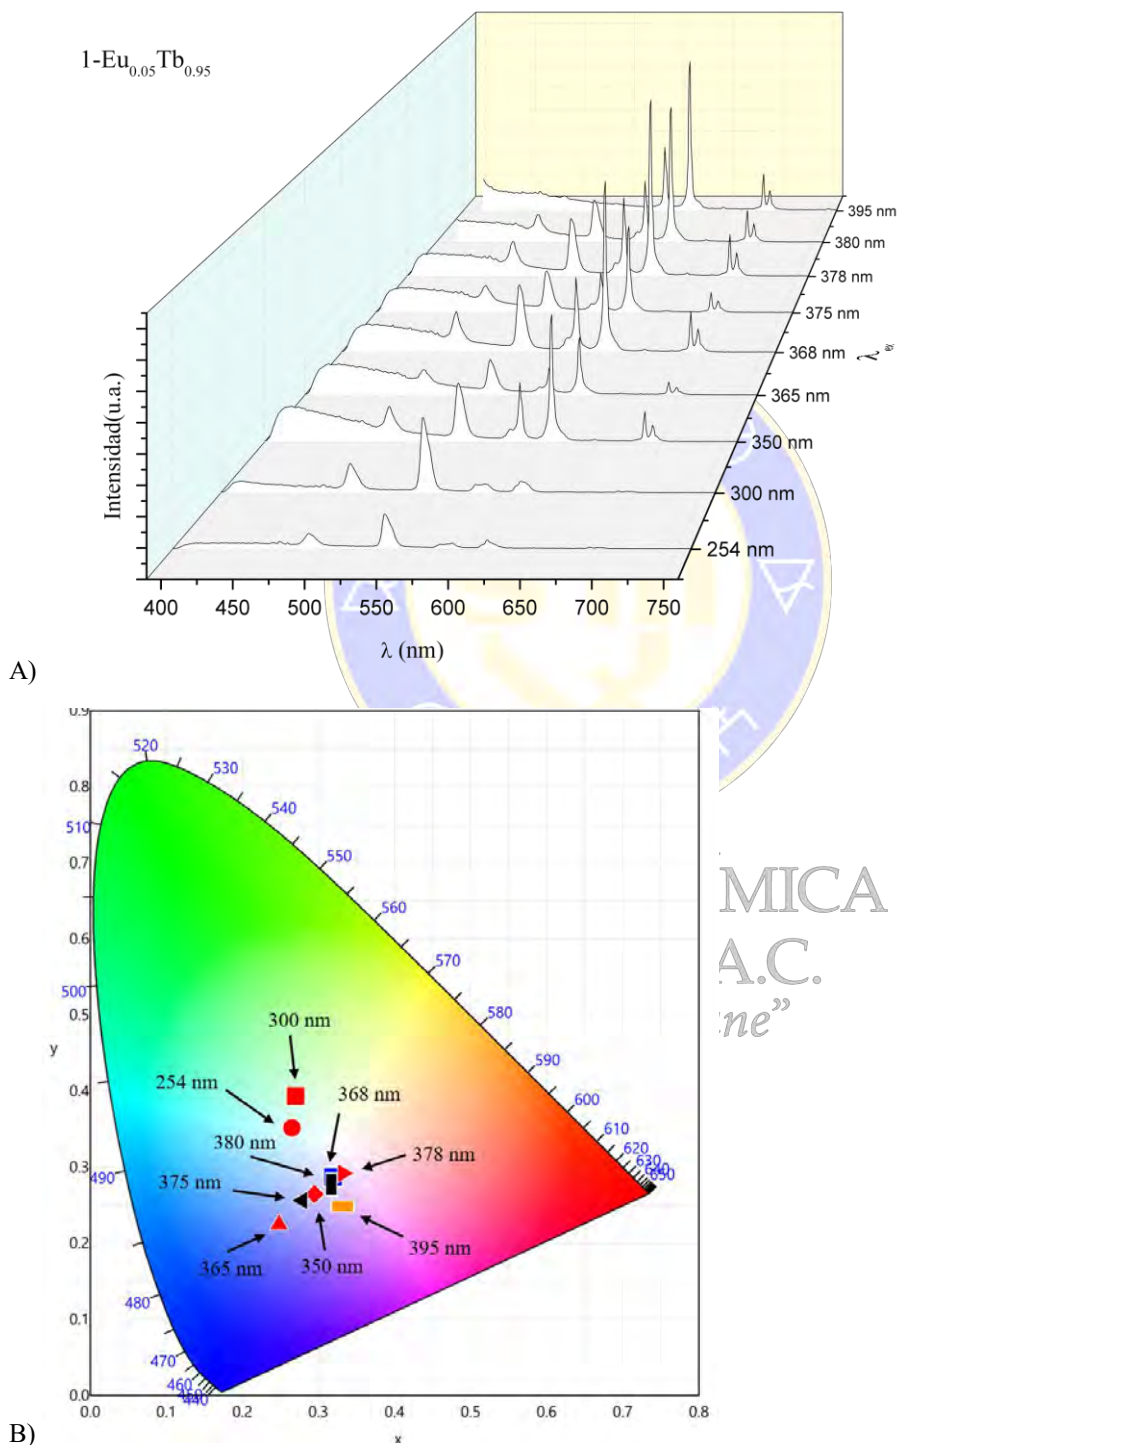 1-Eu0.05Tb0.95
395 nm
380 nm
378 nm
375 nm
368 nm
365 nm
350 nm
300 nm
254 nm
λex
Intensidad(u.a.)
400 450 500 550 600 650 700 750
λ (nm)
A)
0.9
520
530
0.8
540
510
550
0.7
560
MICA
0.6
570
A.C.
500
580
0.5
ne”
300 nm
y
590
254 nm
0.4
368 nm
600
610
380 nm
378 nm
620
630
640
650
0.3
490
375 nm
395 nm
0.2
365 nm
350 nm
480
0.1
470
460
450
440
0.0
0.0 0.1 0.2 0.3 0.4 0.5 0.6 0.7 0.8
x
B)